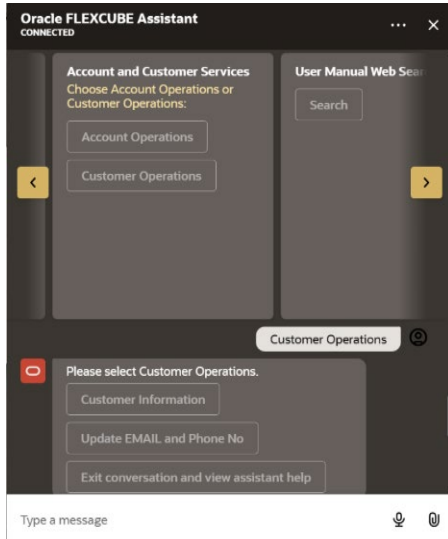 Oracle FLEXCUBE Assistant
CONNECTED
Account and Customer Services
Choose Account Operations or
Customer Operations:
Account Operations
Customer Operations
User Manual Web Sear
Search
Customer Operations
Please select Customer Operations.
Customer Information
Update EMAIL and Phone No
Exit conversation and view assistant help
Type a message